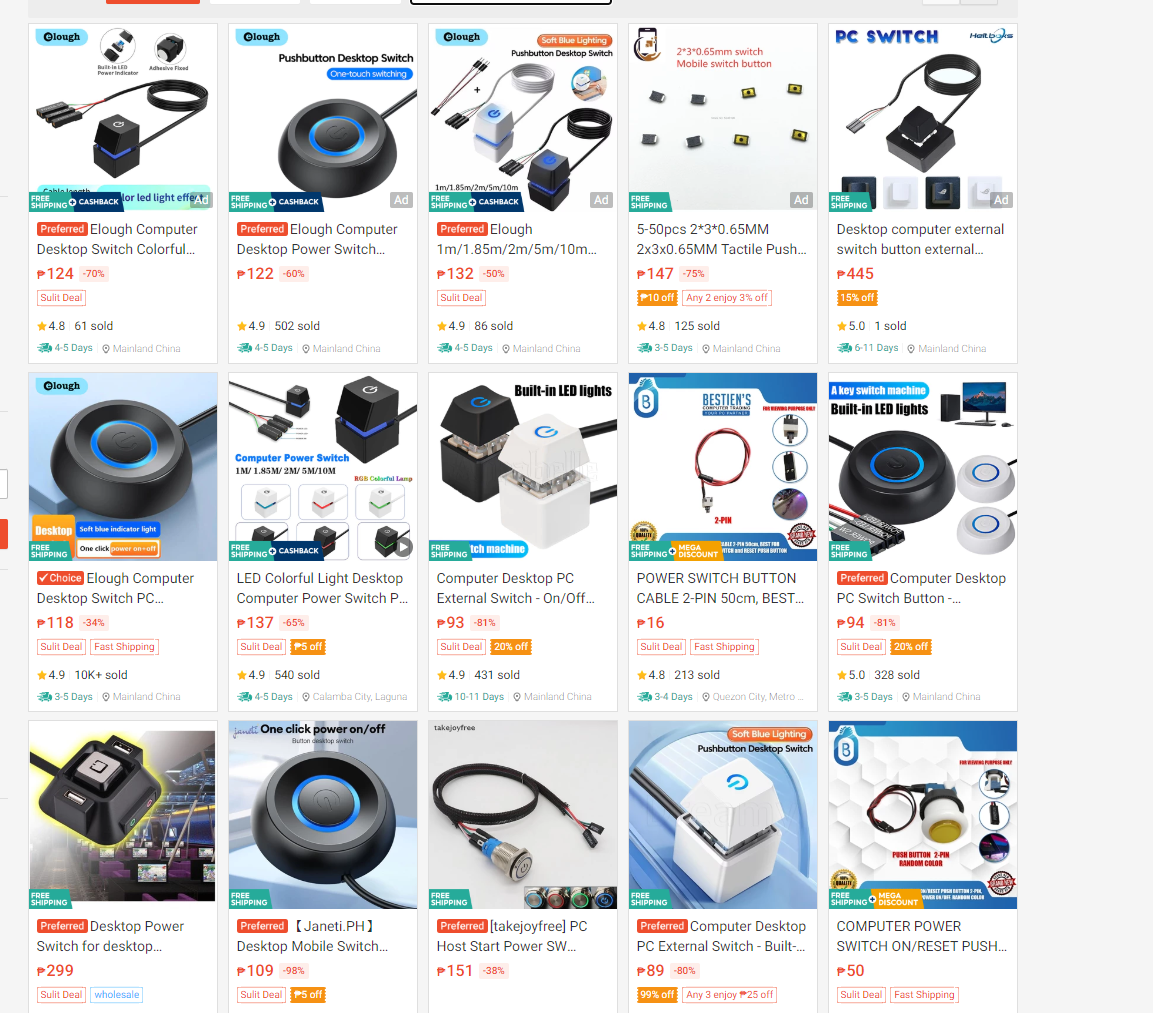 Elough
Built-in LED
Power Indicator
Adhesive Fixed
Cable length
FREE
SHIPPING + CASHBACK
Ad
Preferred Elough Computer
Desktop Switch Colorful...
₱124 -70%
Sulit Deal
4.8 61 sold
4-5 Days Mainland China
Elough
Pushbutton Desktop Switch
One-touch switching
FREE
SHIPPING + CASHBACK
Ad
Preferred Elough Computer
Desktop Power Switch...
₱122 -60%
4.9 502 sold
4-5 Days Mainland China
Elough
Soft Blue Lighting
Pushbutton Desktop Switch
1m/1.85m/2m/5m/10m
FREE
SHIPPING + CASHBACK
Ad
Preferred Elough
1m/1.85m/2m/5m/10m...
₱132 -50%
Sulit Deal
4.9 86 sold
4-5 Days Mainland China
2*3*0.65mm switch
Mobile switch button
FREE
SHIPPING
Ad
5-50pcs 2*3*0.65MM
2x3x0.65MM Tactile Push...
₱147 -75%
₱10 off Any 2 enjoy 3% off
4.8 125 sold
3-5 Days Mainland China
PC SWITCH
FREE
SHIPPING
Ad
Desktop computer external
switch button external...
₱445
15% off
5.0 1 sold
6-11 Days Mainland China
Elough
Desktop
Soft blue indicator light
One click power on+off
FREE
SHIPPING
Choice Elough Computer
Desktop Switch PC...
₱118 -34%
Sulit Deal Fast Shipping
4.9 10K+ sold
3-5 Days Mainland China
Computer Power Switch
1M/ 1.85M/ 2M/ 5M/10M
RGB Colorful Lamp
FREE
SHIPPING + CASHBACK
LED Colorful Light Desktop
Computer Power Switch P...
₱137 -65%
Sulit Deal ₱5 off
4.9 540 sold
4-5 Days Calamba City, Laguna
Built-in LED lights
FREE
SHIPPING
tch machine
Computer Desktop PC
External Switch - On/Off...
₱93 -81%
Sulit Deal 20% off
4.9 431 sold
10-11 Days Mainland China
BESTIEN'S
COMPUTER TRADING
YOUR PC PARTNER
FOR VIEWING PURPOSE ONLY
2-PIN
FREE
SHIPPING + MEGA
DISCOUNT
POWER SWITCH BUTTON
CABLE 2-PIN 50cm, BEST...
₱16
Sulit Deal Fast Shipping
4.8 213 sold
3-4 Days Quezon City, Metro ...
A key switch machine
Built-in LED lights
FREE
SHIPPING
Preferred Computer Desktop
PC Switch Button -...
₱94 -81%
Sulit Deal 20% off
5.0 328 sold
3-5 Days Mainland China
FREE
SHIPPING
Preferred Desktop Power
Switch for desktop...
₱299
Sulit Deal wholesale
janeti One click power on/off
Button desktop switch
FREE
SHIPPING
Preferred 【Janeti.PH】
Desktop Mobile Switch...
₱109 -98%
Sulit Deal ₱5 off
takejoyfree
FREE
SHIPPING
Preferred [takejoyfree] PC
Host Start Power SW...
₱151 -38%
Soft Blue Lighting
Pushbutton Desktop Switch
FREE
SHIPPING
Preferred Computer Desktop
PC External Switch - Built-...
₱89 -80%
99% off Any 3 enjoy ₱25 off
FOR VIEWING PURPOSE ONLY
PUSH BUTTON 2-PIN
RANDOM COLOR
FREE
SHIPPING + MEGA
DISCOUNT
COMPUTER POWER
SWITCH ON/RESET PUSH...
₱50
Sulit Deal Fast Shipping